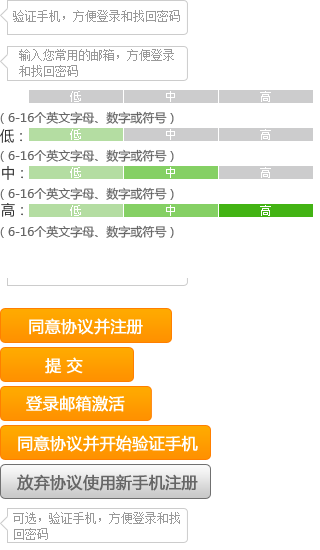 验证手机，方便登录和找回密码
输入您常用的邮箱，方便登录
和找回密码
低 中 高
( 6-16个英文字母、数字或符号 )
低： 低 中 高
( 6-16个英文字母、数字或符号 )
中： 低 中 高
( 6-16个英文字母、数字或符号 )
高： 低 中 高
( 6-16个英文字母、数字或符号 )
同意协议并注册
提 交
登录邮箱激活
同意协议并开始验证手机
放弃协议使用新手机注册
可选，验证手机，方便登录和找
回密码